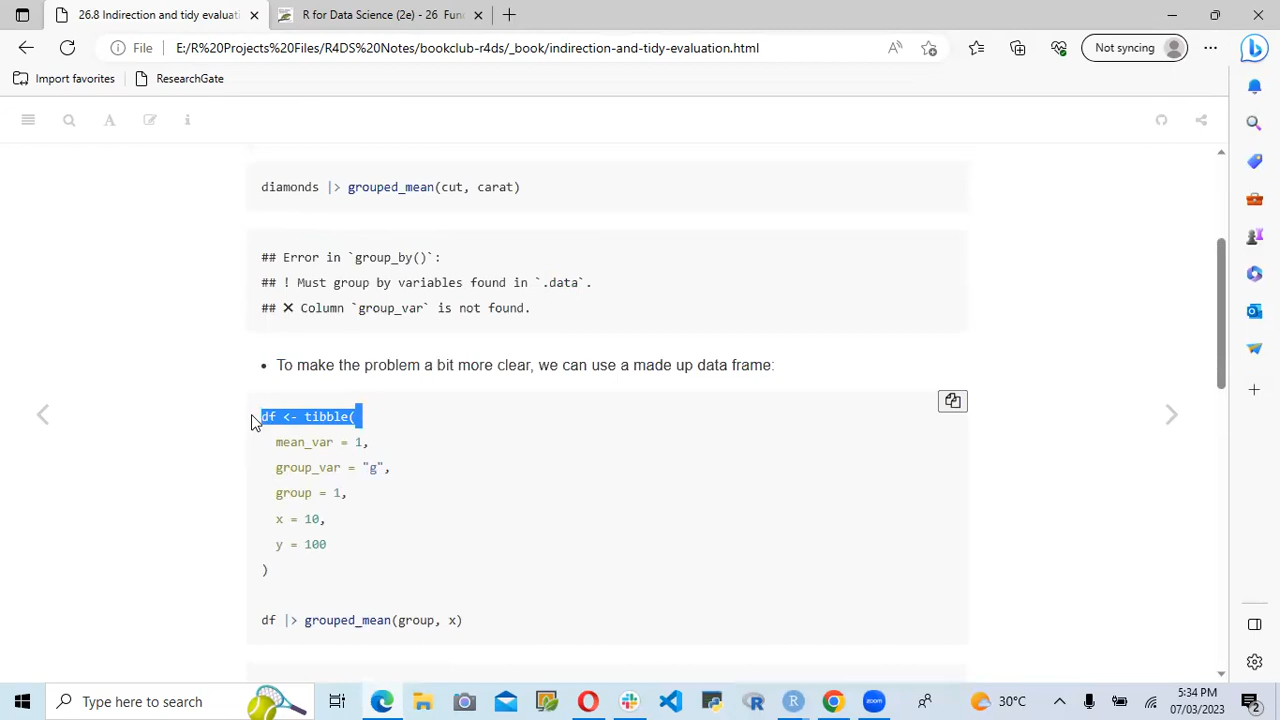 26.8 Indirection and tidy evaluati
R for Data Science (2e) - 26 Fun
File
E:/R%20Projects%20Files/R4DS%20Notes/bookclub-r4ds/_book/indirection-and-tidy-evaluation.html
Not syncing
Import favorites
ResearchGate
diamonds |> grouped_mean(cut, carat)
## Error in `group_by()`:
## ! Must group by variables found in `.data`.
## ✖ Column `group_var` is not found.
• To make the problem a bit more clear, we can use a made up data frame:
df <- tibble(
mean_var = 1,
group_var = "g",
group = 1,
x = 10,
y = 100
)
df |> grouped_mean(group, x)
Type here to search
30°C
5:34 PM
07/03/2023
2